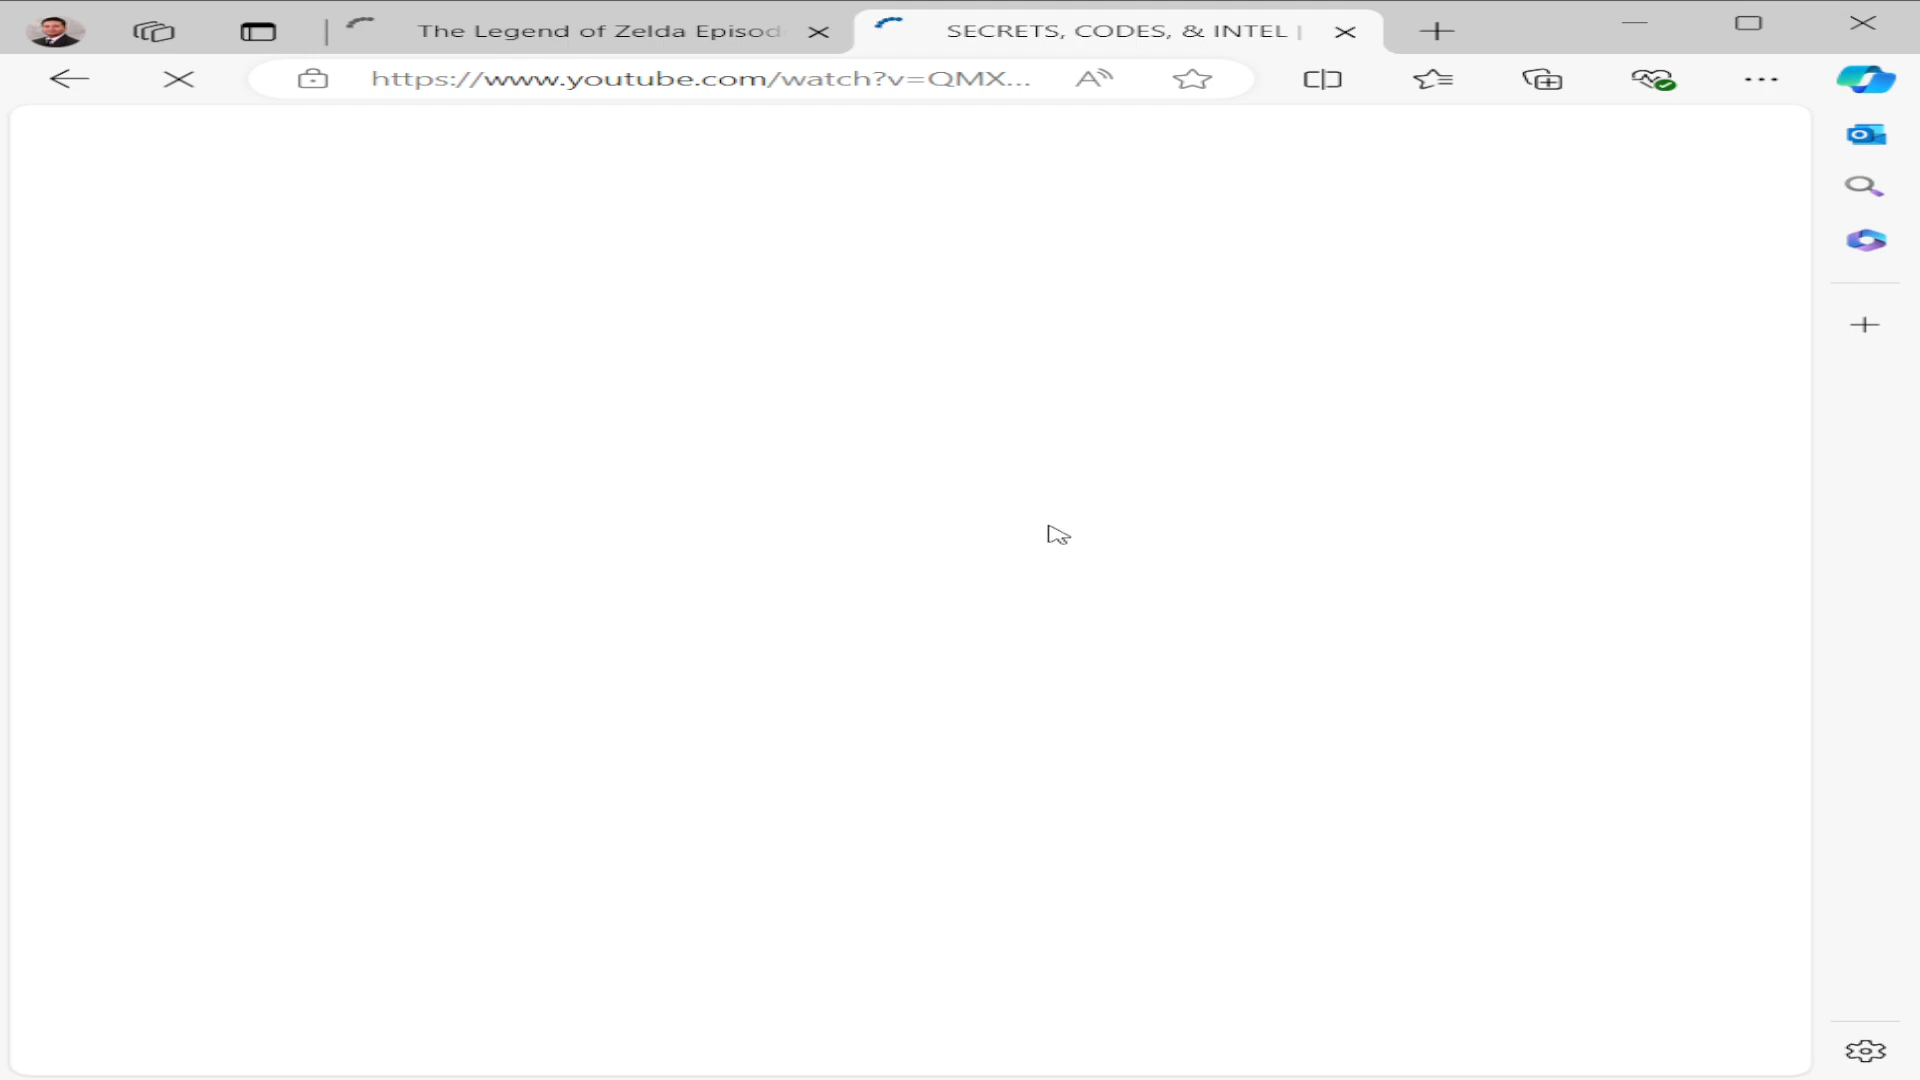 The Legend of Zelda Episod
SECRETS, CODES, & INTEL |
https://www.youtube.com/watch?v=QMX...